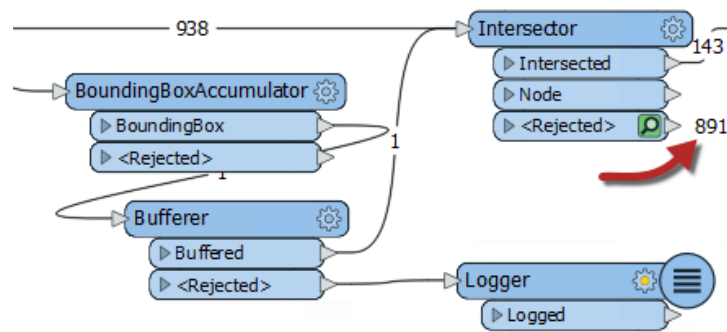 938
Intersector
143
Intersected
Node
<Rejected>
891
BoundingBoxAccumulator
BoundingBox
<Rejected>
1
1
Bufferer
Buffered
<Rejected>
Logger
Logged